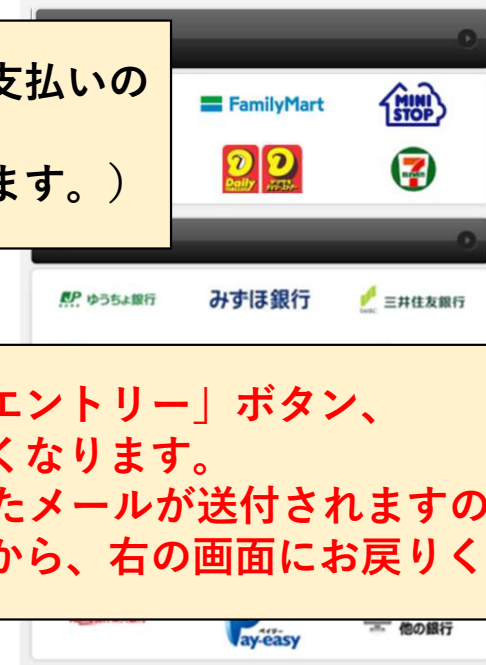 支払いの
ます。）
FamilyMart
MINI STOP
Daily
ゆうちょ銀行
みずほ銀行
三井住友銀行
エントリー」ボタン、
くなります。
たメールが送付されますの
から、右の画面にお戻りく
Pay-easy
他の銀行